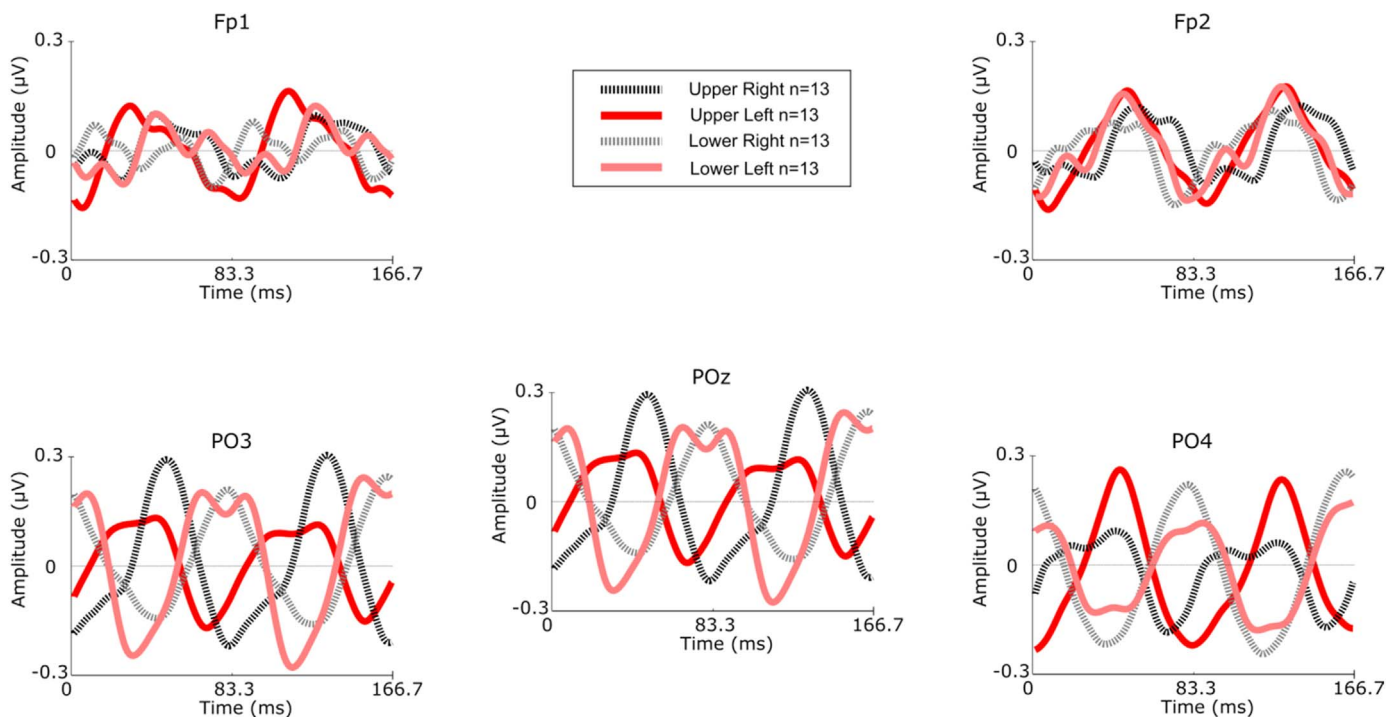 Fp1
0.3
0
-0.3
Amplitude (µV)
0
83.3
166.7
Time (ms)
Upper Right n=13
Upper Left n=13
Lower Right n=13
Lower Left n=13
Fp2
0.3
0
-0.3
Amplitude (µV)
0
83.3
166.7
Time (ms)
PO3
0.3
0
-0.3
Amplitude (µV)
0
83.3
166.7
Time (ms)
POz
0.3
0
-0.3
Amplitude (µV)
0
83.3
166.7
Time (ms)
PO4
0.3
0
-0.3
Amplitude (µV)
0
83.3
166.7
Time (ms)